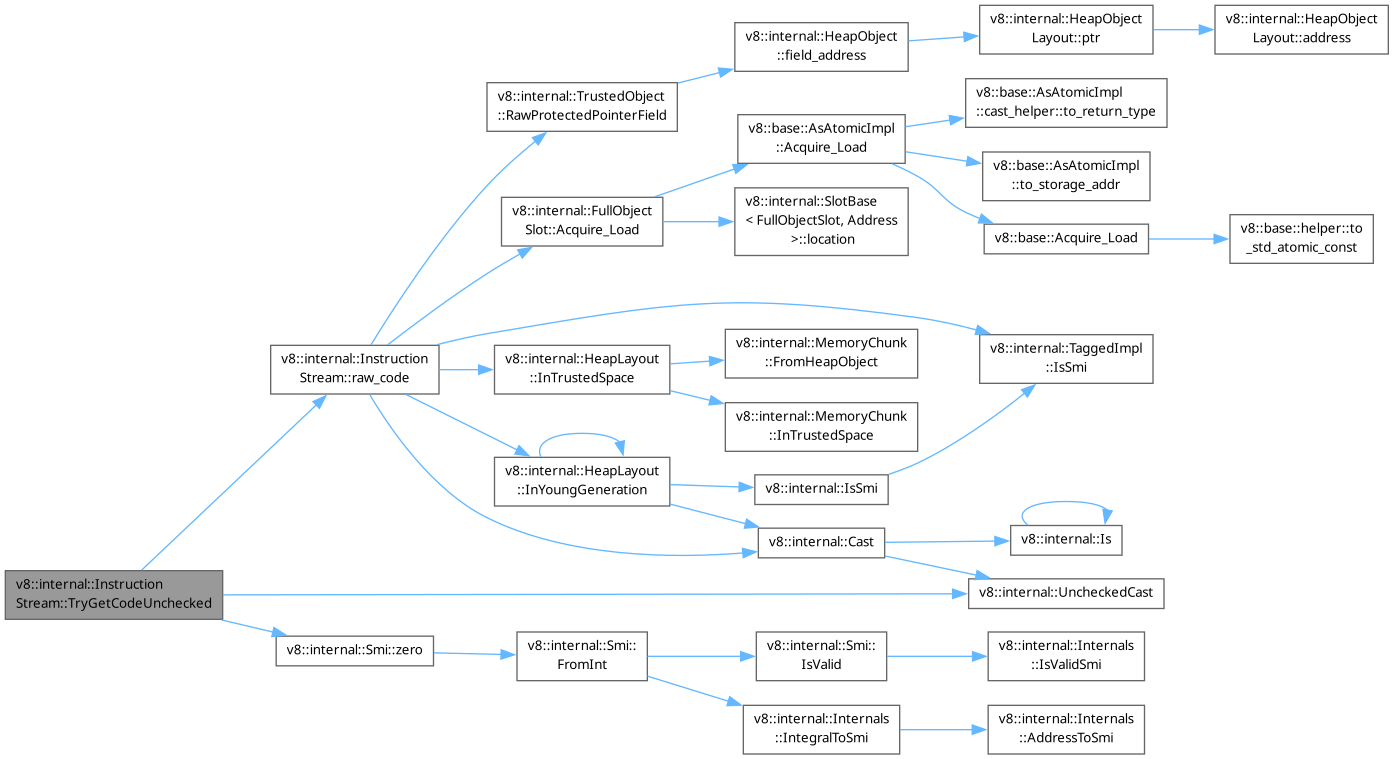 v8::internal::Instruction
Stream::TryGetCodeUnchecked
v8::internal::Instruction
Stream::raw_code
v8::internal::Smi::zero
v8::internal::TrustedObject
::RawProtectedPointerField
v8::internal::FullObject
Slot::Acquire_Load
v8::internal::HeapLayout
::InTrustedSpace
v8::internal::HeapLayout
::InYoungGeneration
v8::internal::Smi::
FromInt
v8::internal::HeapObject
::field_address
v8::base::AsAtomicImpl
::Acquire_Load
v8::internal::SlotBase
< FullObjectSlot, Address
>::location
v8::internal::MemoryChunk
::FromHeapObject
v8::internal::MemoryChunk
::InTrustedSpace
v8::internal::IsSmi
v8::internal::Cast
v8::internal::Smi::
IsValid
v8::internal::Internals
::IntegralToSmi
v8::internal::HeapObject
Layout::ptr
v8::base::AsAtomicImpl
::cast_helper::to_return_type
v8::base::AsAtomicImpl
::to_storage_addr
v8::base::Acquire_Load
v8::internal::TaggedImpl
::IsSmi
v8::internal::Is
v8::internal::UncheckedCast
v8::internal::Internals
::IsValidSmi
v8::internal::Internals
::AddressToSmi
v8::internal::HeapObject
Layout::address
v8::base::helper::to
_std_atomic_const